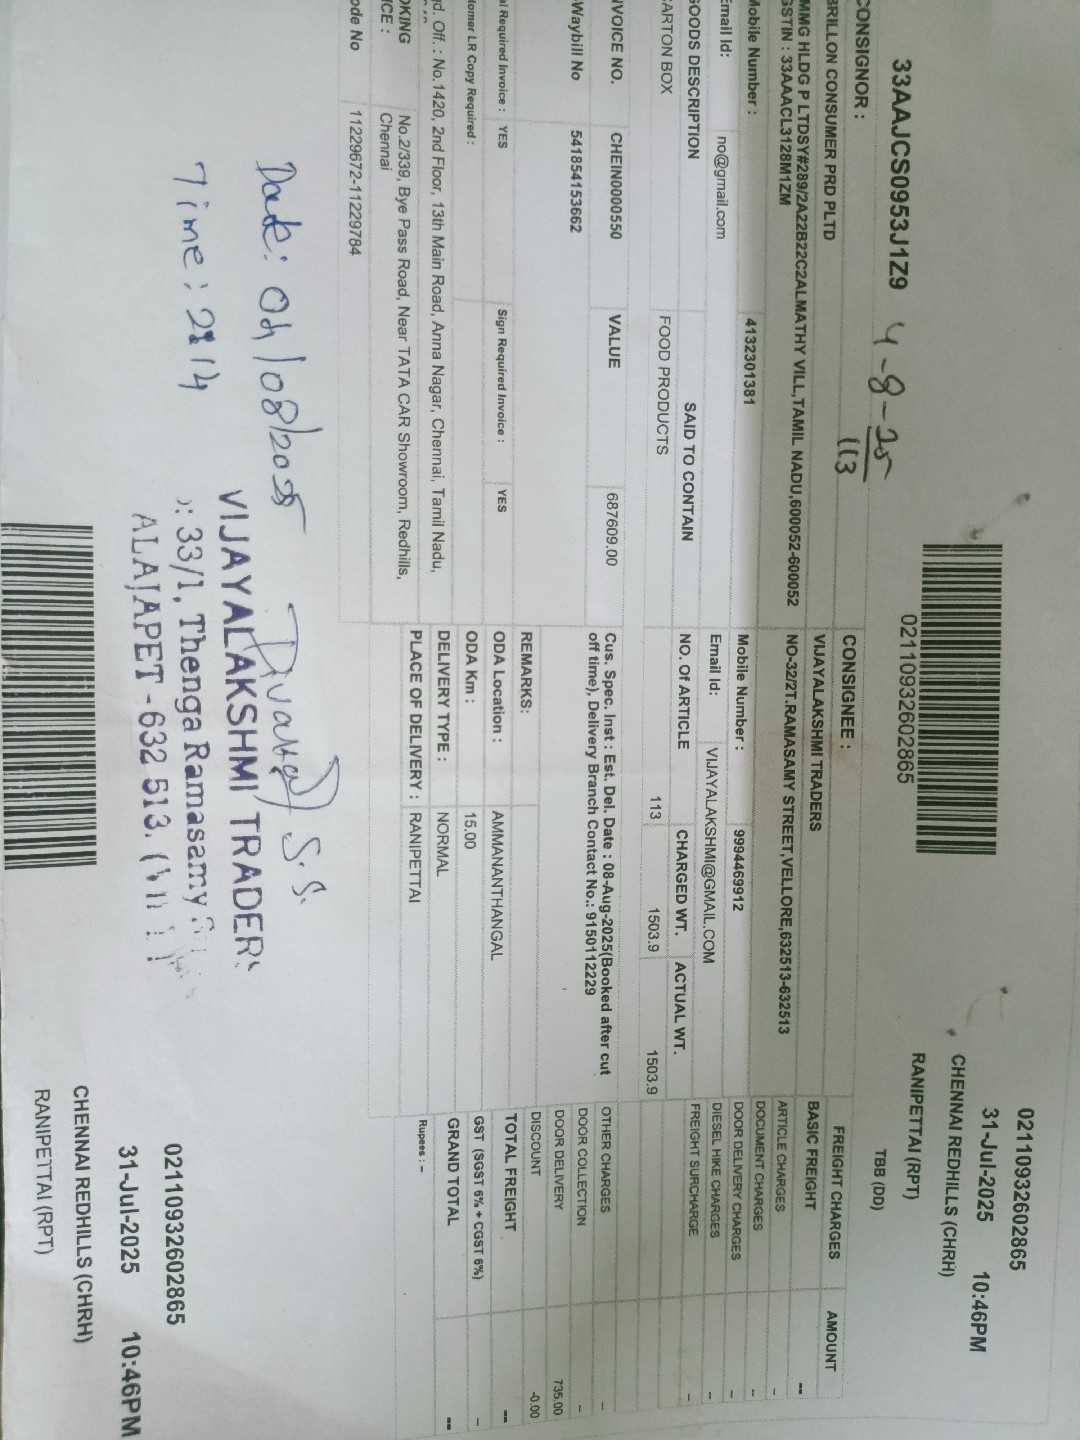 02110932602865
31-Jul-2025 10:46PM
CHENNAI REDHILLS (CHRH)
RANIPETTAI (RPT)
TBB (DD)
02110932602865
33AAJCS0953J1Z9
4-8-25
113
CONSIGNOR :
BRILLON CONSUMER PRD PLTD
MMG HLDG P LTDSY#289/2A22B22C2ALMATHY VILL,TAMIL NADU,600052-600052
GSTIN : 33AAACL3128M1ZM
Mobile Number : 4132301381
Email Id: no@gmail.com
CONSIGNEE :
VIJAYALAKSHMI TRADERS
NO-32/2T.RAMASAMY STREET,VELLORE,632513-632513
Mobile Number : 9994469912
Email Id: VIJAYALAKSHMI@GMAIL.COM
GOODS DESCRIPTION SAID TO CONTAIN NO. Of ARTICLE CHARGED WT. ACTUAL WT.
CARTON BOX FOOD PRODUCTS 113 1503.9 1503.9
INVOICE NO. CHEIN0000550 VALUE 687609.00
Waybill No 541854153662
Cus. Spec. Inst : Est. Del. Date : 08-Aug-2025(Booked after cut
off time), Delivery Branch Contact No.: 9150112229
Required Invoice : YES Sign Required Invoice : YES
LR Copy Required :
Off. : No.1420, 2nd Floor, 13th Main Road, Anna Nagar, Chennai, Tamil Nadu,
No.2/339, Bye Pass Road, Near TATA CAR Showroom, Redhills,
Chennai
ode No 11229672-11229784
REMARKS:
ODA Location : AMMANANTHANGAL
ODA Km : 15.00
DELIVERY TYPE : NORMAL
PLACE OF DELIVERY : RANIPETTAI
FREIGHT CHARGES AMOUNT
BASIC FREIGHT --
ARTICLE CHARGES –
DOCUMENT CHARGES --
DOOR DELIVERY CHARGES –
DIESEL HIKE CHARGES –
FREIGHT SURCHARGE –
OTHER CHARGES –
DOOR COLLECTION –
DOOR DELIVERY 735.00
DISCOUNT -0.00
TOTAL FREIGHT --
GST (SGST 6% + CGST 6%) –
GRAND TOTAL --
Rupees : –
Date: 04/08/2025
Time:
S.S.
VIJAYALAKSHMI TRADER
: 33/1, Thenga Ramasamy
ALAJAPET - 632 513.
02110932602865
31-Jul-2025 10:46PM
CHENNAI REDHILLS (CHRH)
RANIPETTAI (RPT)